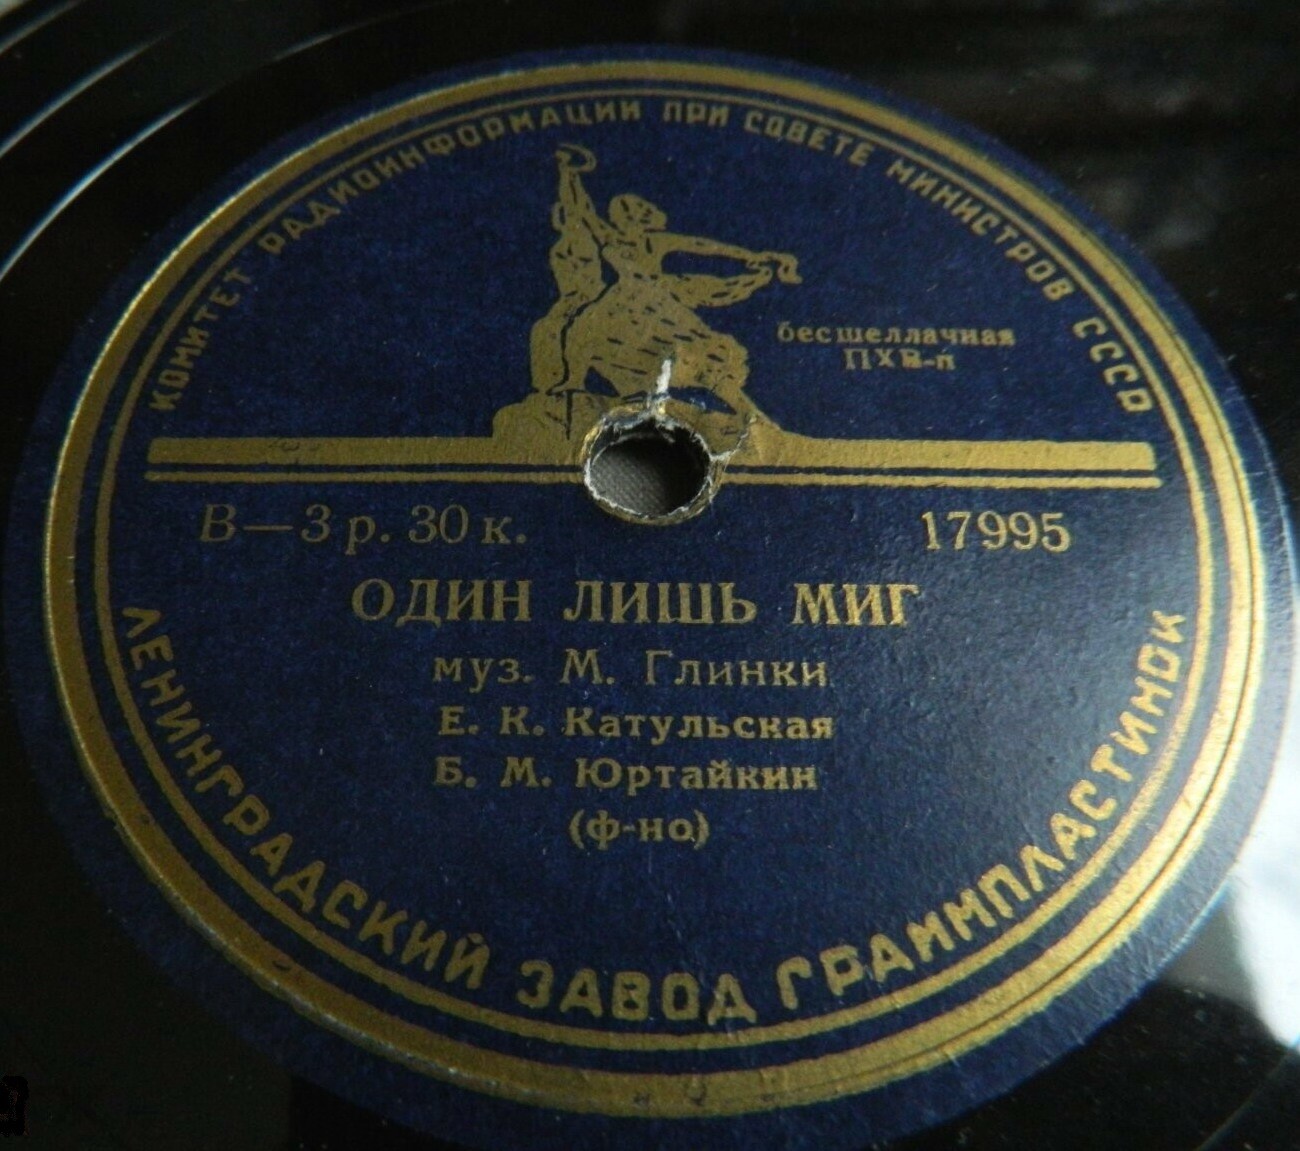 КОМИТЕТ РАДИОИНФОРМАЦИИ ПРИ СОВЕТЕ МИНИСТРОВ СССР
бесшеллачная
ПХВ-п
В—3 р. 30 к.
17995
ОДИН ЛИШЬ МИГ
муз. М. Глинки
Е. К. Катульская
Б. М. Юртайкин
(ф-но)
ЛЕНИНГРАДСКИЙ ЗАВОД ГРАМПЛАСТИНОК